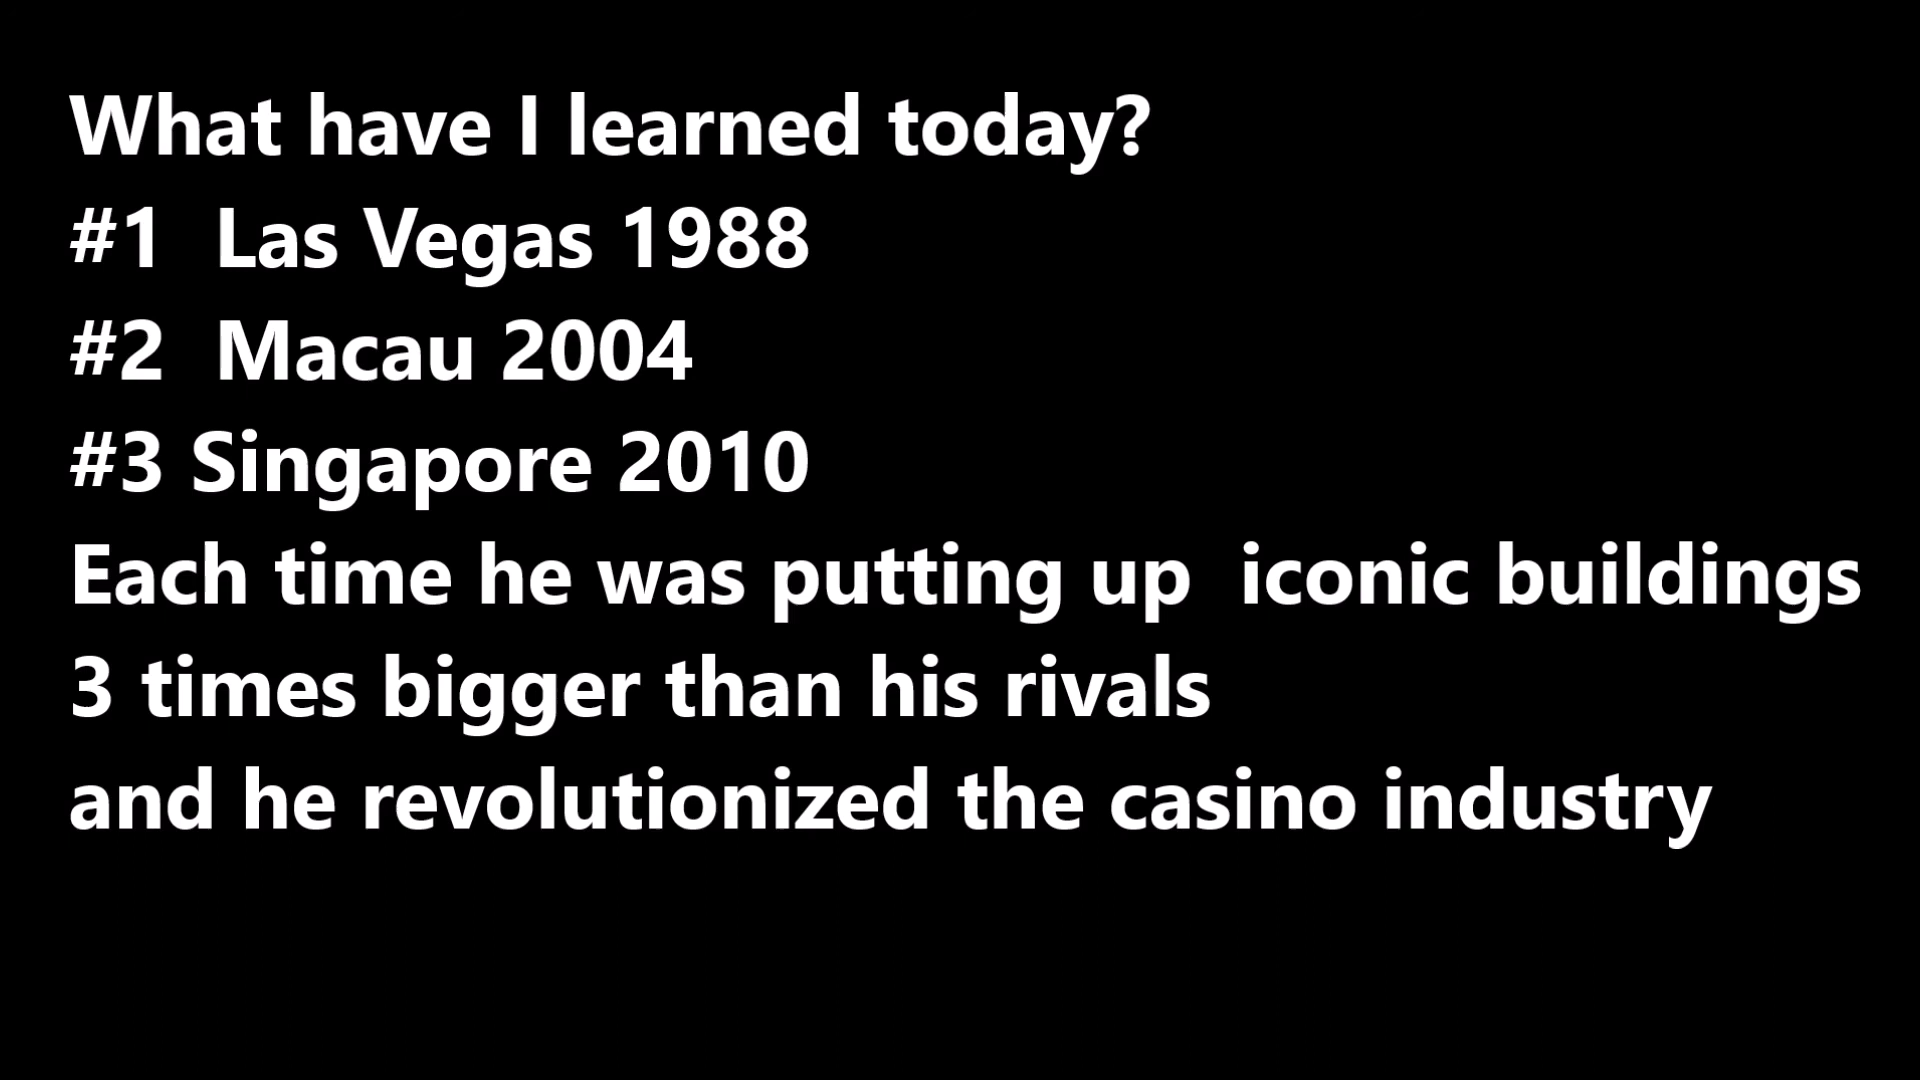 What have I learned today?
#1  Las Vegas 1988
#2  Macau 2004
#3 Singapore 2010
Each time he was putting up  iconic buildings
3 times bigger than his rivals
and he revolutionized the casino industry